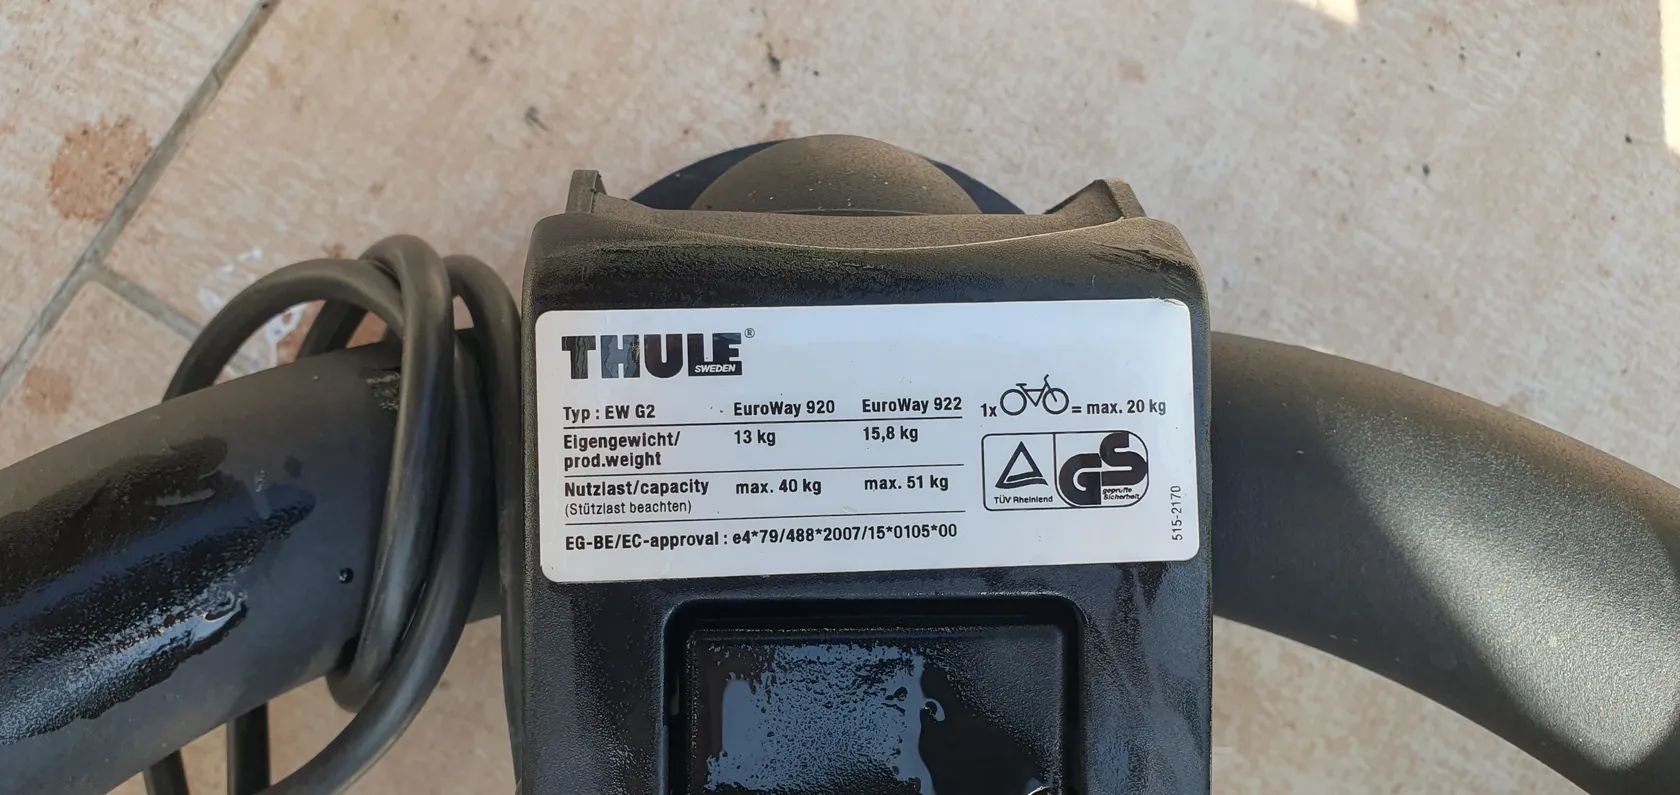 THULE®
SWEDEN
Typ : EW G2 EuroWay 920 EuroWay 922
Eigengewicht/ 13 kg 15,8 kg
prod.weight
Nutzlast/capacity max. 40 kg max. 51 kg
(Stützlast beachten)
EG-BE/EC-approval : e4*79/488*2007/15*0105*00
1x = max. 20 kg
TÜV Rheinland
GS
geprüfte
Sicherheit
515-2170